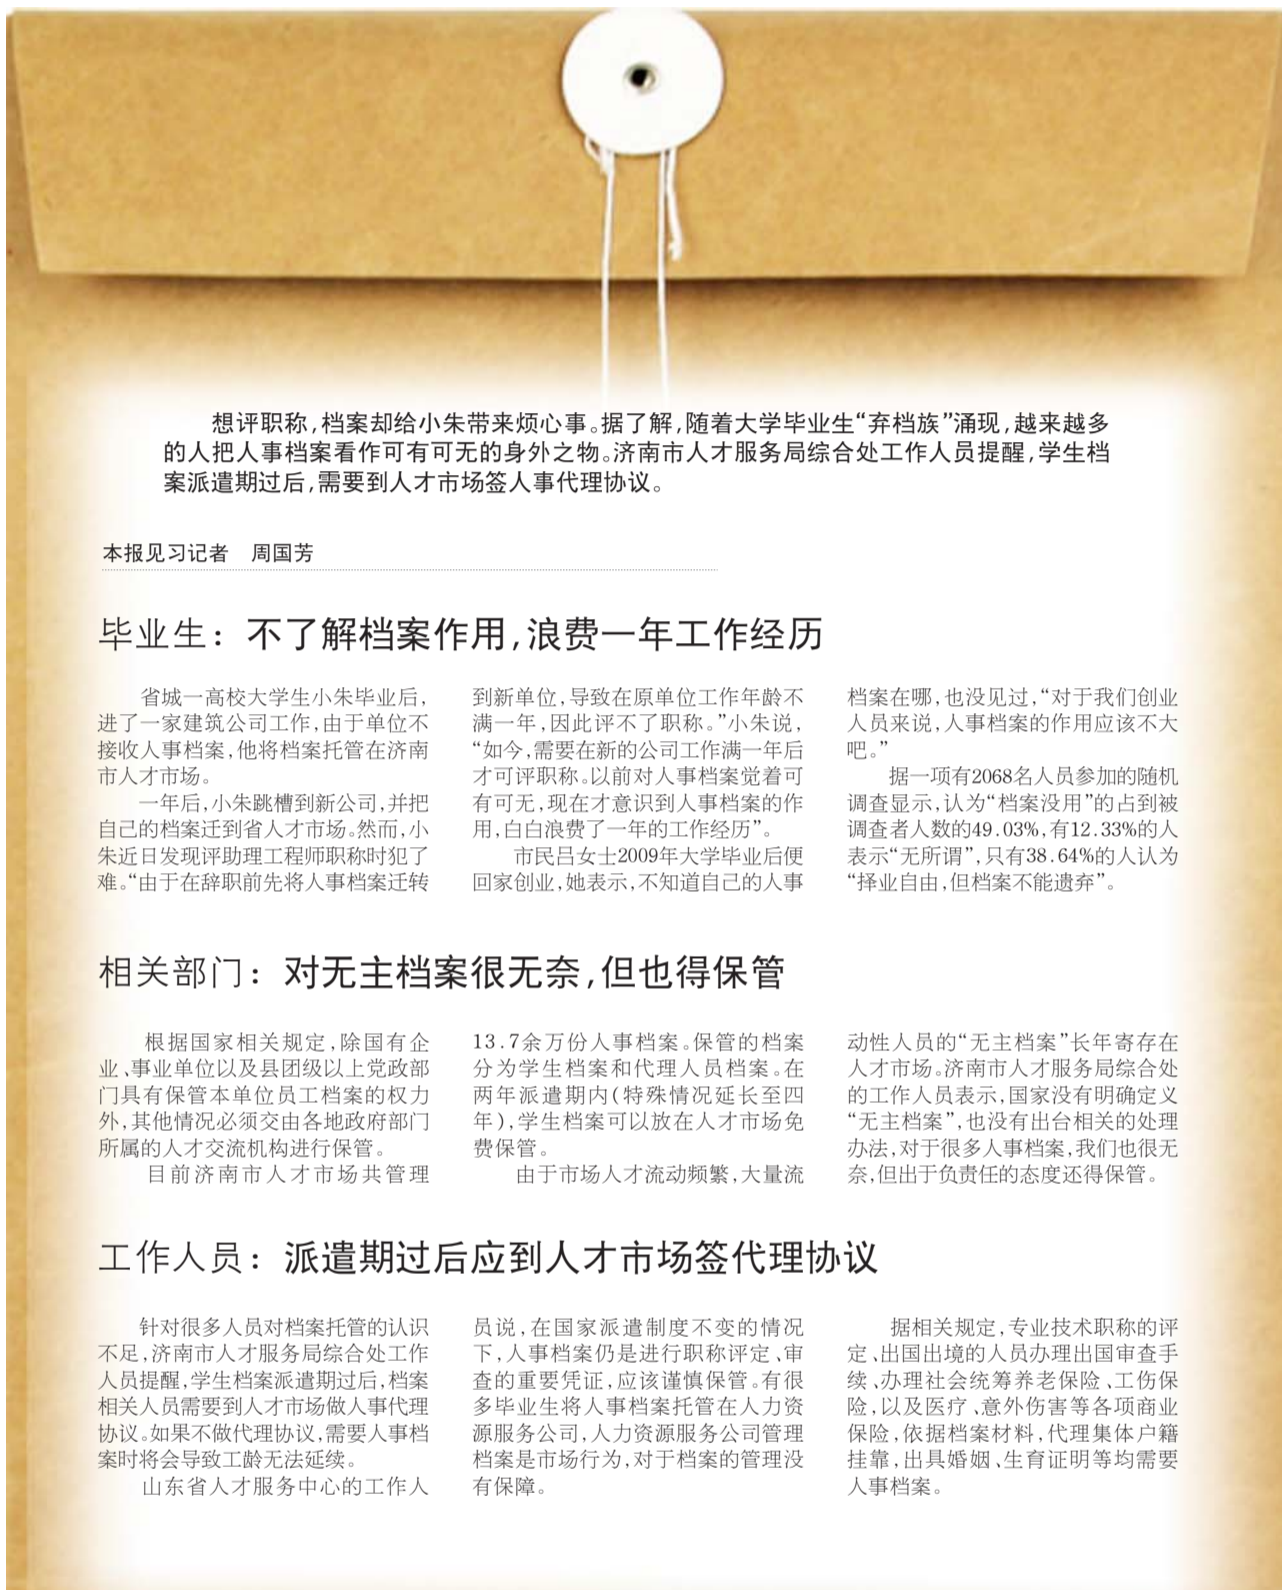 想评职称,档案却给小朱带来烦心事。据了解,随着大学毕业生“弃档族”涌现,越来越多
的人把人事档案看作可有可无的身外之物。济南市人才服务局综合处工作人员提醒,学生档
案派遣期过后,需要到人才市场签人事代理协议。
本报见习记者 周国芳
毕业生：不了解档案作用,浪费一年工作经历
省城一高校大学生小朱毕业后,
进了一家建筑公司工作,由于单位不
接收人事档案,他将档案托管在济南
市人才市场。
一年后,小朱跳槽到新公司,并把
自己的档案迁到省人才市场。然而,小
朱近日发现评助理工程师职称时犯了
难。“由于在辞职前先将人事档案迁转
到新单位,导致在原单位工作年龄不
满一年,因此评不了职称。”小朱说,
“如今,需要在新的公司工作满一年后
才可评职称。以前对人事档案觉着可
有可无,现在才意识到人事档案的作
用,白白浪费了一年的工作经历”。
市民吕女士2009年大学毕业后便
回家创业,她表示,不知道自己的人事
档案在哪,也没见过,“对于我们创业
人员来说,人事档案的作用应该不大
吧。”
据一项有2068名人员参加的随机
调查显示,认为“档案没用”的占到被
调查者人数的49.03%,有12.33%的人
表示“无所谓”,只有38.64%的人认为
“择业自由,但档案不能遗弃”。
相关部门：对无主档案很无奈,但也得保管
根据国家相关规定,除国有企
业、事业单位以及县团级以上党政部
门具有保管本单位员工档案的权力
外,其他情况必须交由各地政府部门
所属的人才交流机构进行保管。
目前济南市人才市场共管理
13.7余万份人事档案。保管的档案
分为学生档案和代理人员档案。在
两年派遣期内(特殊情况延长至四
年),学生档案可以放在人才市场免
费保管。
由于市场人才流动频繁,大量流
动性人员的“无主档案”长年寄存在
人才市场。济南市人才服务局综合处
的工作人员表示,国家没有明确定义
“无主档案”,也没有出台相关的处理
办法,对于很多人事档案,我们也很无
奈,但出于负责任的态度还得保管。
工作人员：派遣期过后应到人才市场签代理协议
针对很多人员对档案托管的认识
不足,济南市人才服务局综合处工作
人员提醒,学生档案派遣期过后,档案
相关人员需要到人才市场做人事代理
协议。如果不做代理协议,需要人事档
案时将会导致工龄无法延续。
山东省人才服务中心的工作人
员说,在国家派遣制度不变的情况
下,人事档案仍是进行职称评定、审
查的重要凭证,应该谨慎保管。有很
多毕业生将人事档案托管在人力资
源服务公司,人力资源服务公司管理
档案是市场行为,对于档案的管理没
有保障。
据相关规定,专业技术职称的评
定、出国出境的人员办理出国审查手
续、办理社会统筹养老保险、工伤保
险,以及医疗、意外伤害等各项商业
保险,依据档案材料,代理集体户籍
挂靠,出具婚姻、生育证明等均需要
人事档案。